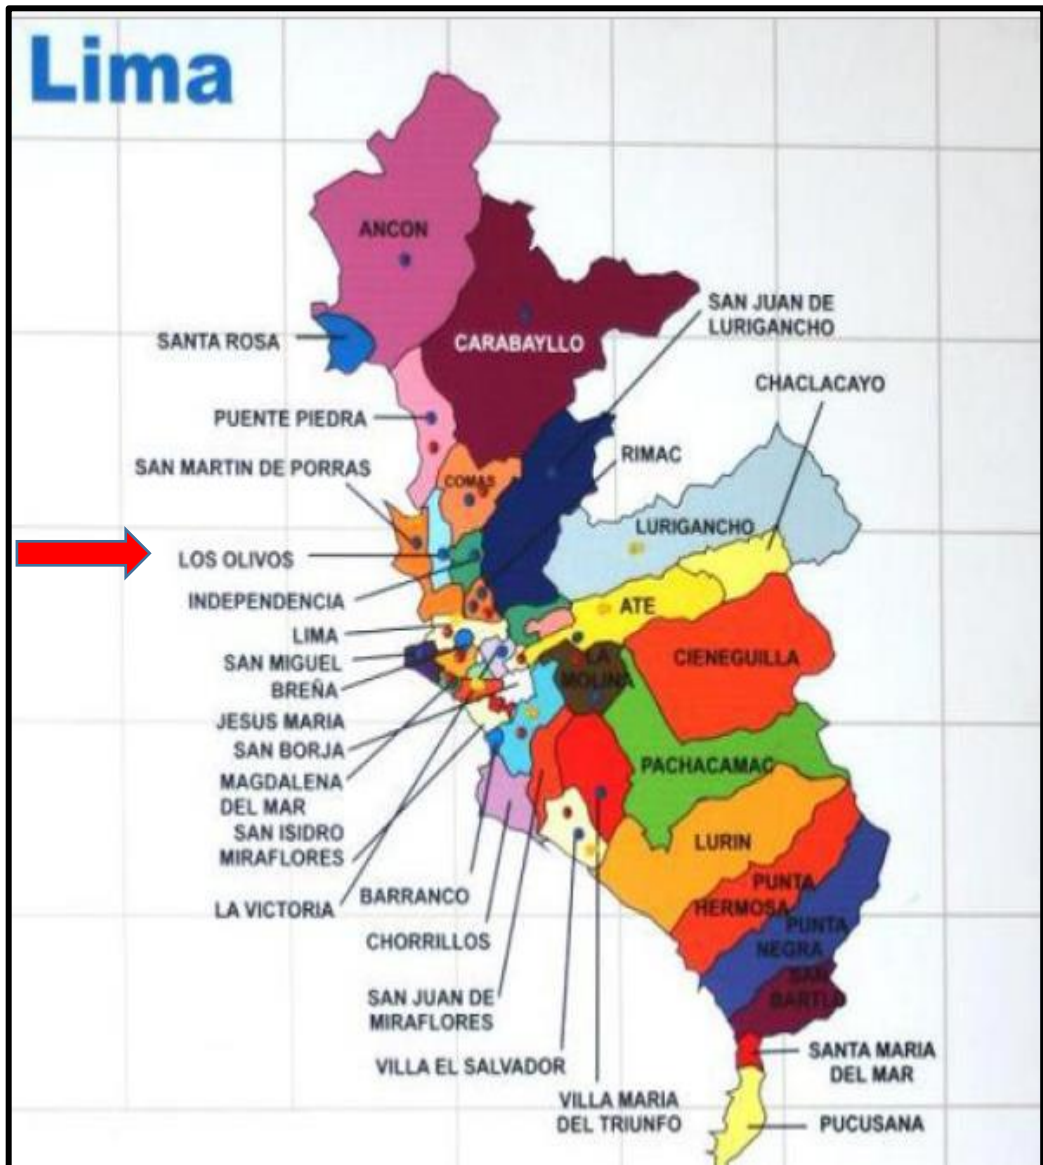 Lima
ANCON
SAN JUAN DE
LURIGANCHO
SANTA ROSA
CARABAYLLO
CHACLACAYO
PUENTE PIEDRA
RIMAC
SAN MARTIN DE PORRAS
COMAS
LURIGANCHO
LOS OLIVOS
INDEPENDENCIA
ATE
LIMA
SAN MIGUEL
LA
MOLINA
CIENEGUILLA
BREÑA
JESUS MARIA
SAN BORJA
MAGDALENA
DEL MAR
PACHACAMAC
SAN ISIDRO
MIRAFLORES
LURIN
LA VICTORIA
BARRANCO
PUNTA
HERMOSA
PUNTA
NEGRA
CHORRILLOS
SAN
BARTLO
SAN JUAN DE
MIRAFLORES
VILLA EL SALVADOR
SANTA MARIA
DEL MAR
VILLA MARIA
DEL TRIUNFO
PUCUSANA